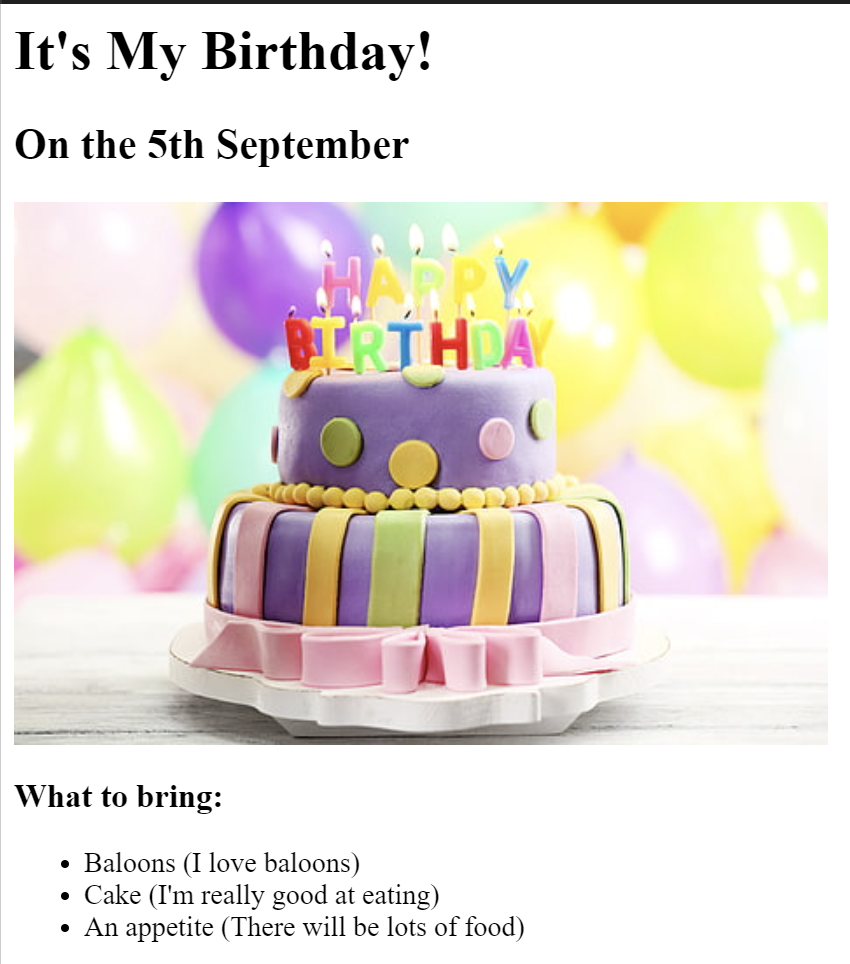 It's My Birthday!
On the 5th September
HAPPY
BIRTHDAY
What to bring:
Baloons (I love baloons)
Cake (I'm really good at eating)
An appetite (There will be lots of food)